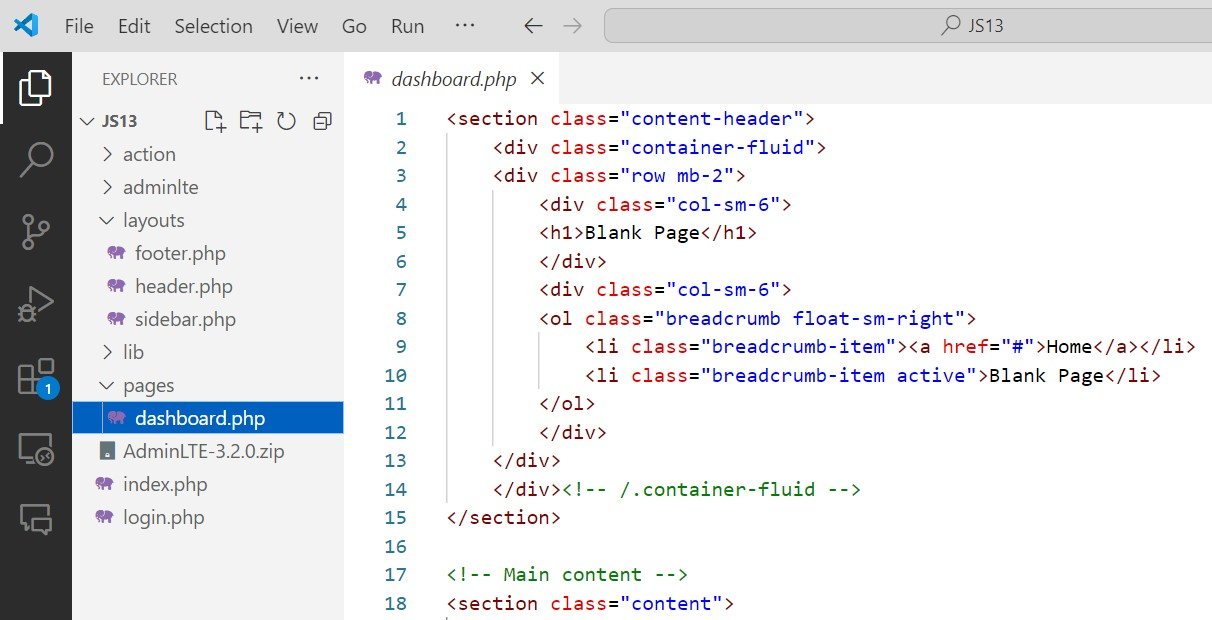 File Edit Selection View Go Run ··· JS13
EXPLORER ···
JS13
action
adminlte
layouts
footer.php
header.php
sidebar.php
lib
pages
dashboard.php
AdminLTE-3.2.0.zip
index.php
login.php
1
dashboard.php
1 <section class="content-header">
2     <div class="container-fluid">
3     <div class="row mb-2">
4         <div class="col-sm-6">
5         <h1>Blank Page</h1>
6         </div>
7         <div class="col-sm-6">
8         <ol class="breadcrumb float-sm-right">
9             <li class="breadcrumb-item"><a href="#">Home</a></li>
10             <li class="breadcrumb-item active">Blank Page</li>
11         </ol>
12         </div>
13     </div>
14     </div><!-- /.container-fluid -->
15 </section>
16
17 <!-- Main content -->
18 <section class="content">